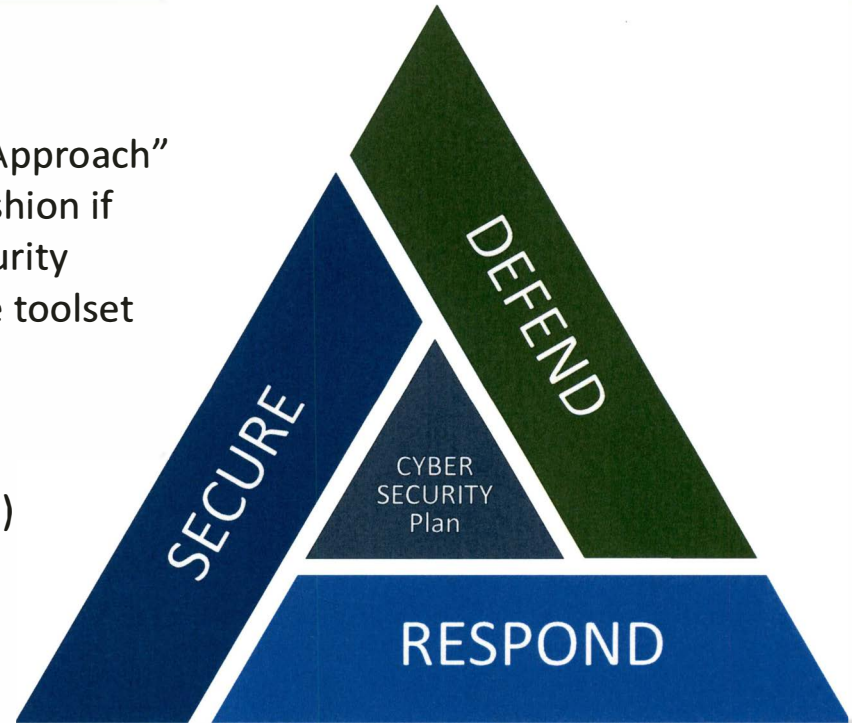 Approach”
shion if
urity
e toolset
)
DEFEND
SECURE
CYBER
SECURITY
Plan
RESPOND